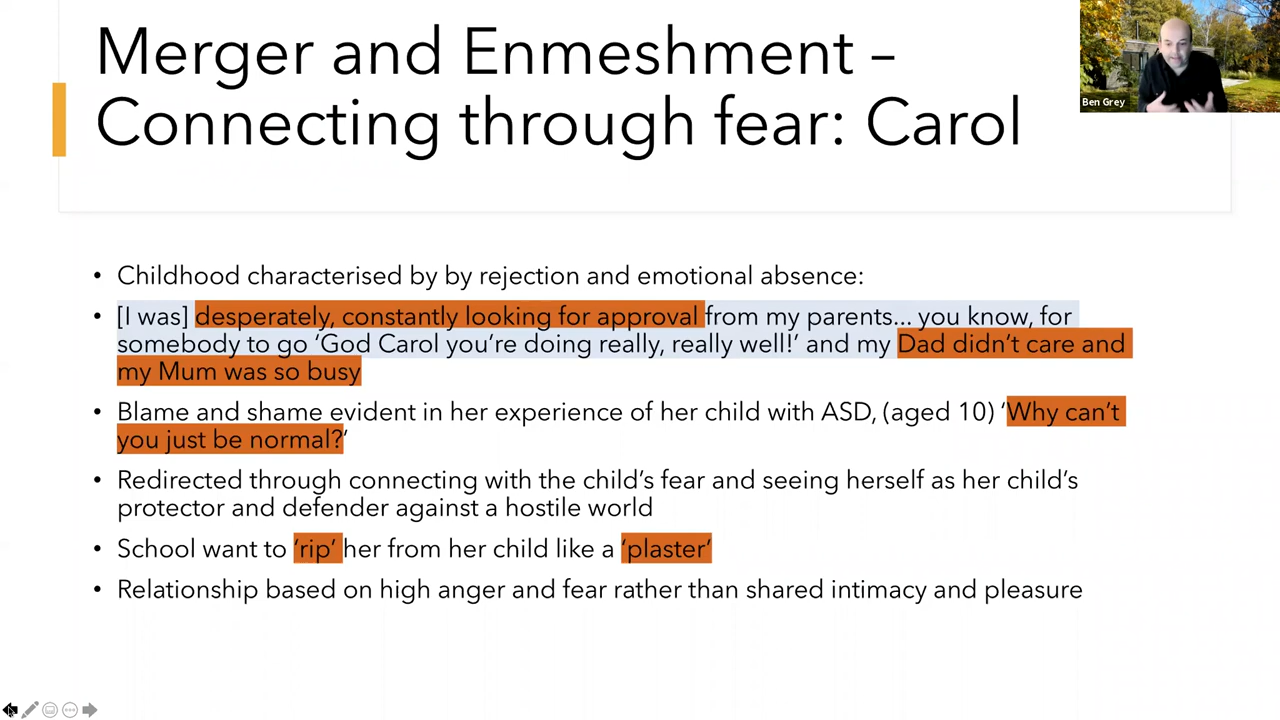 Merger and Enmeshment –
Connecting through fear: Carol
Ben Grey
• Childhood characterised by by rejection and emotional absence:
• [I was] desperately, constantly looking for approval from my parents... you know, for
somebody to go ‘God Carol you’re doing really, really well!’ and my Dad didn’t care and
my Mum was so busy
• Blame and shame evident in her experience of her child with ASD, (aged 10) ‘Why can’t
you just be normal?’
• Redirected through connecting with the child’s fear and seeing herself as her child’s
protector and defender against a hostile world
• School want to ‘rip’ her from her child like a ‘plaster’
• Relationship based on high anger and fear rather than shared intimacy and pleasure